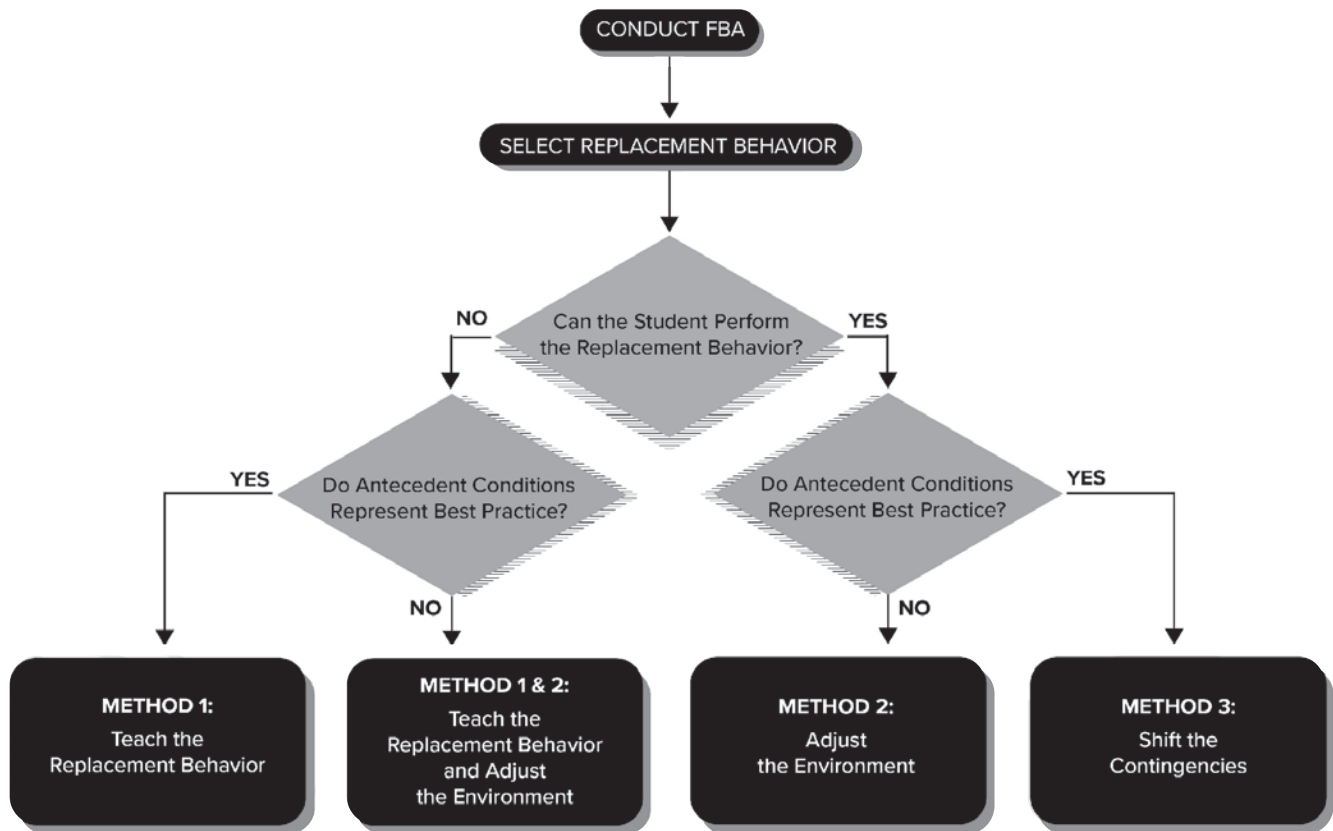 CONDUCT FBA
SELECT REPLACEMENT BEHAVIOR
NO
Can the Student Perform
the Replacement Behavior?
YES
YES
Do Antecedent Conditions
Represent Best Practice?
NO
Do Antecedent Conditions
Represent Best Practice?
YES
NO
METHOD 1:
Teach the
Replacement Behavior
METHOD 1 & 2:
Teach the
Replacement Behavior
and Adjust
the Environment
METHOD 2:
Adjust
the Environment
METHOD 3:
Shift the
Contingencies